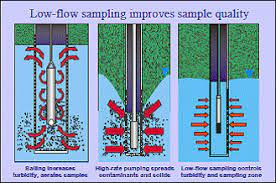 Low-flow sampling improves sample quality
Bailing increases
turbidity, aerates samples
High-rate pumping spreads
contaminants and solids
Low-flow sampling controls
turbidity and sampling zone